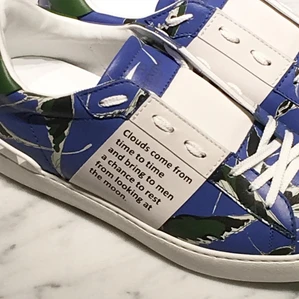 Clouds come from
time to time
and bring to men
a chance to rest
from looking at
the moon.